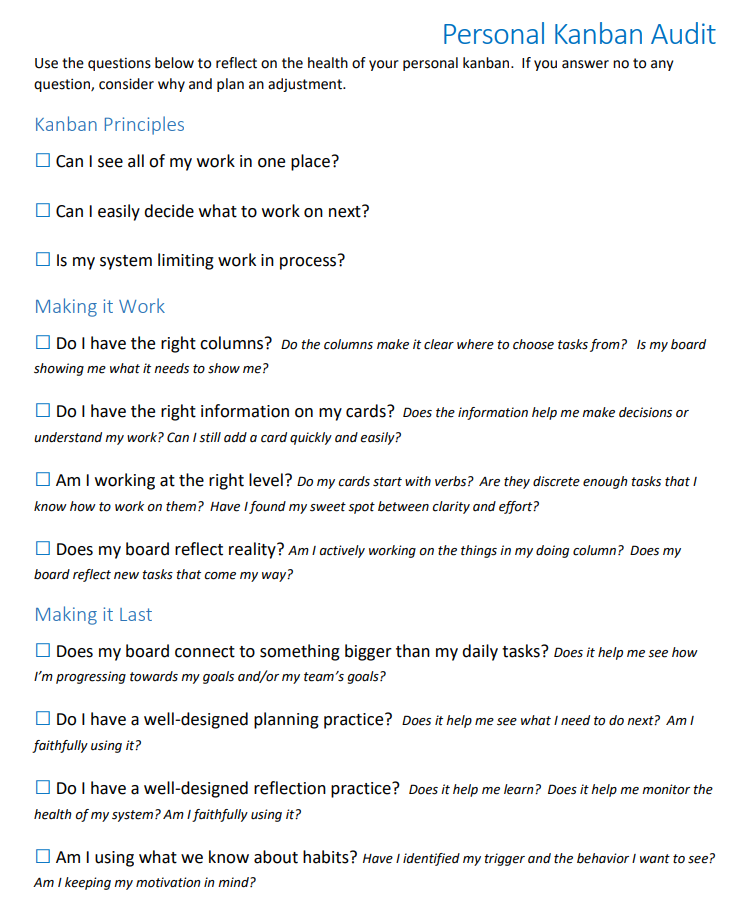 Personal Kanban Audit
Use the questions below to reflect on the health of your personal kanban.  If you answer no to any
question, consider why and plan an adjustment.
Kanban Principles
☐ Can I see all of my work in one place?
☐ Can I easily decide what to work on next?
☐ Is my system limiting work in process?
Making it Work
☐ Do I have the right columns?  Do the columns make it clear where to choose tasks from?  Is my board
showing me what it needs to show me?
☐ Do I have the right information on my cards?  Does the information help me make decisions or
understand my work? Can I still add a card quickly and easily?
☐ Am I working at the right level? Do my cards start with verbs?  Are they discrete enough tasks that I
know how to work on them?  Have I found my sweet spot between clarity and effort?
☐ Does my board reflect reality? Am I actively working on the things in my doing column?  Does my
board reflect new tasks that come my way?
Making it Last
☐ Does my board connect to something bigger than my daily tasks? Does it help me see how
I’m progressing towards my goals and/or my team’s goals?
☐ Do I have a well-designed planning practice?  Does it help me see what I need to do next?  Am I
faithfully using it?
☐ Do I have a well-designed reflection practice?  Does it help me learn?  Does it help me monitor the
health of my system? Am I faithfully using it?
☐ Am I using what we know about habits? Have I identified my trigger and the behavior I want to see?
Am I keeping my motivation in mind?